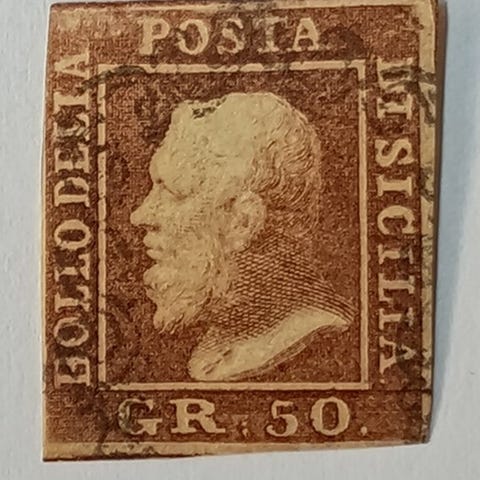 POSTA
BOLLO DELLA
DI SICILIA
GR. 50.